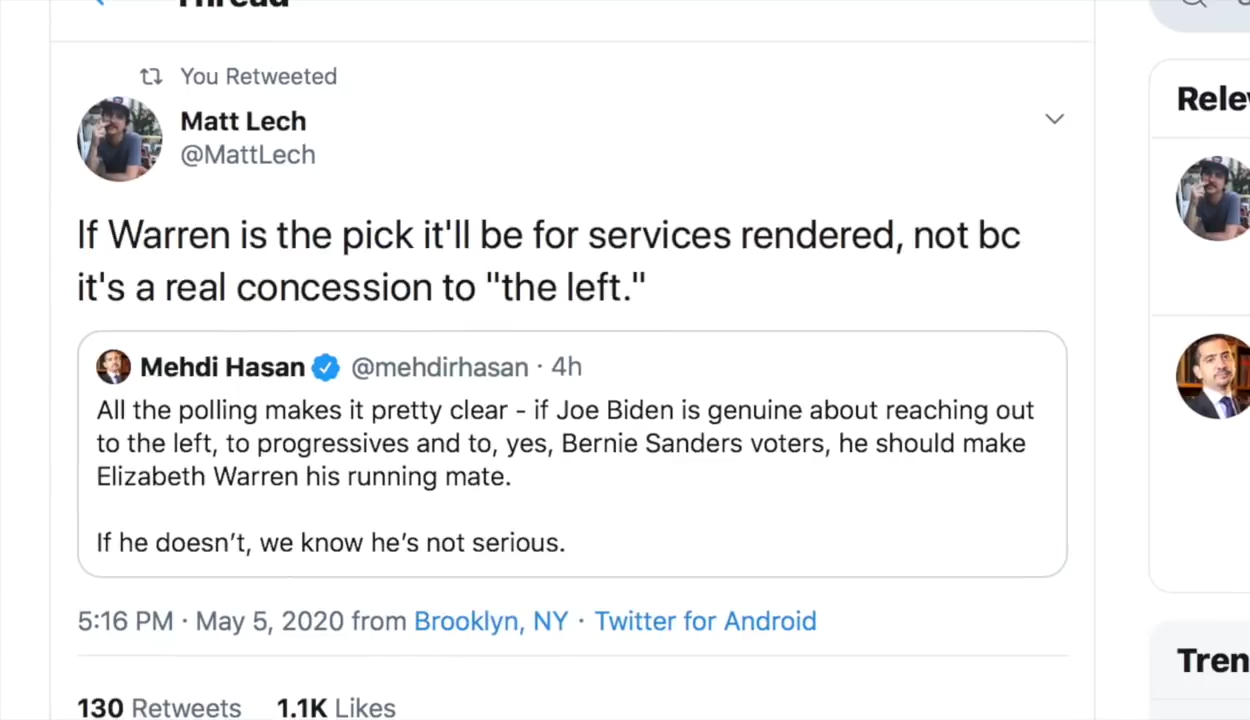 Thread
You Retweeted
Matt Lech
@MattLech
If Warren is the pick it'll be for services rendered, not bc
it's a real concession to "the left."
Mehdi Hasan @mehdirhasan · 4h
All the polling makes it pretty clear - if Joe Biden is genuine about reaching out
to the left, to progressives and to, yes, Bernie Sanders voters, he should make
Elizabeth Warren his running mate.
If he doesn’t, we know he’s not serious.
5:16 PM · May 5, 2020 from Brooklyn, NY · Twitter for Android
130 Retweets 1.1K Likes